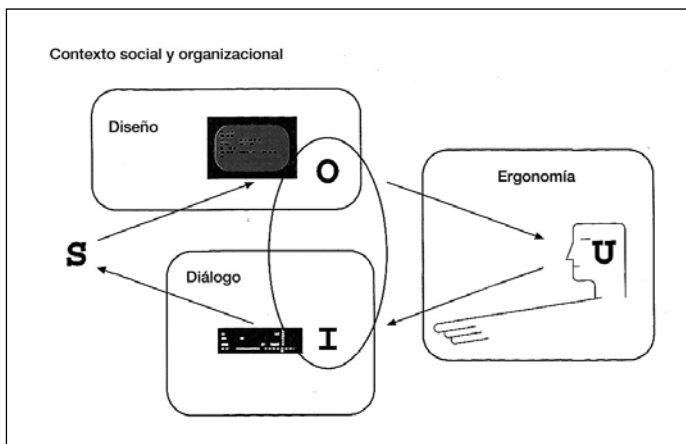 Contexto social y organizacional
Diseño
O
Ergonomía
S
U
Diálogo
I